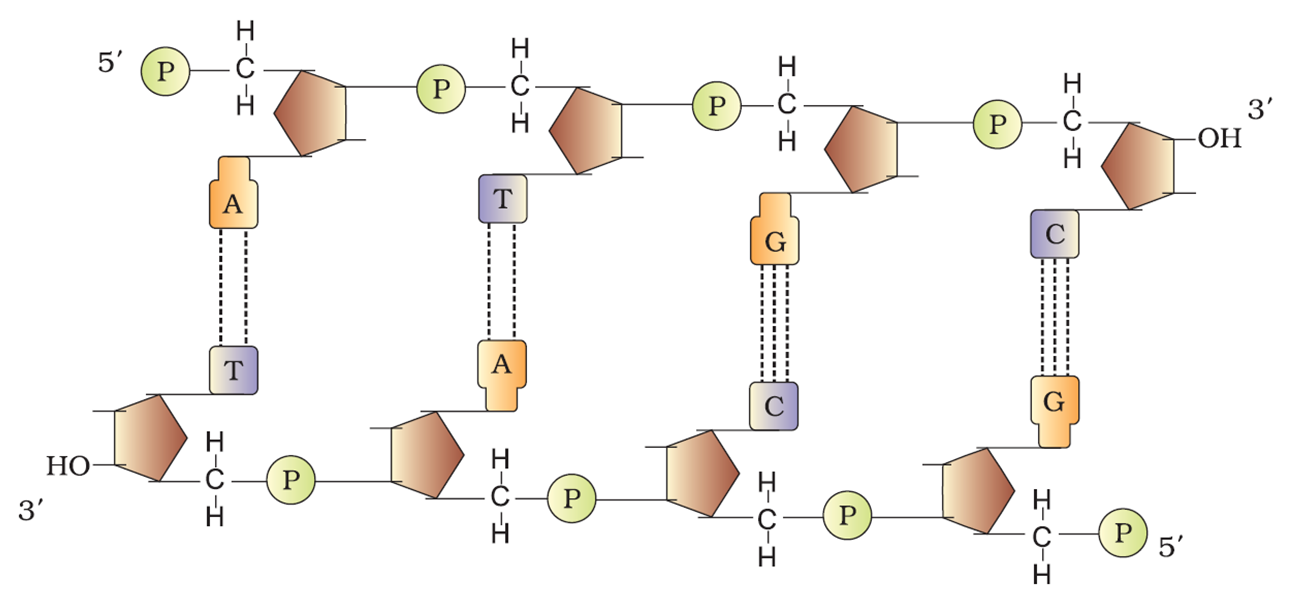 H H H H
5′ P C P C P C P C OH 3′
H H H H
A T G C
T A C G
HO H H H H
3′ C P C P C P C P 5′
H H H H